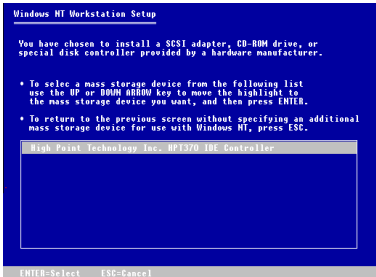 Windows NT Workstation Setup
You have chosen to install a SCSI adapter, CD-ROM drive, or
special disk controller provided by a hardware manufacturer.
* To selec a mass storage device from the following list
use the UP or DOWN ARROW key to move the highlight to
the mass storage device you want, and then press ENTER.
* To return to the previous screen without specifying an additional
mass storage device for use with Windows NT, press ESC.
High Point Technology Inc. HPT370 IDE Controller
ENTER=Select ESC=Cancel